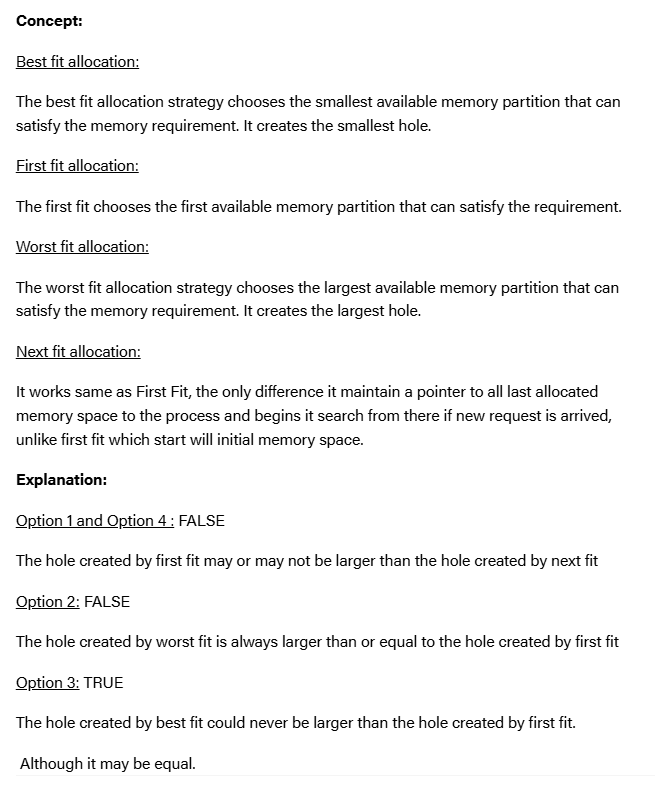 Concept:
Best fit allocation:
The best fit allocation strategy chooses the smallest available memory partition that can
satisfy the memory requirement. It creates the smallest hole.
First fit allocation:
The first fit chooses the first available memory partition that can satisfy the requirement.
Worst fit allocation:
The worst fit allocation strategy chooses the largest available memory partition that can
satisfy the memory requirement. It creates the largest hole.
Next fit allocation:
It works same as First Fit, the only difference it maintain a pointer to all last allocated
memory space to the process and begins it search from there if new request is arrived,
unlike first fit which start will initial memory space.
Explanation:
Option 1 and Option 4 : FALSE
The hole created by first fit may or may not be larger than the hole created by next fit
Option 2: FALSE
The hole created by worst fit is always larger than or equal to the hole created by first fit
Option 3: TRUE
The hole created by best fit could never be larger than the hole created by first fit.
Although it may be equal.